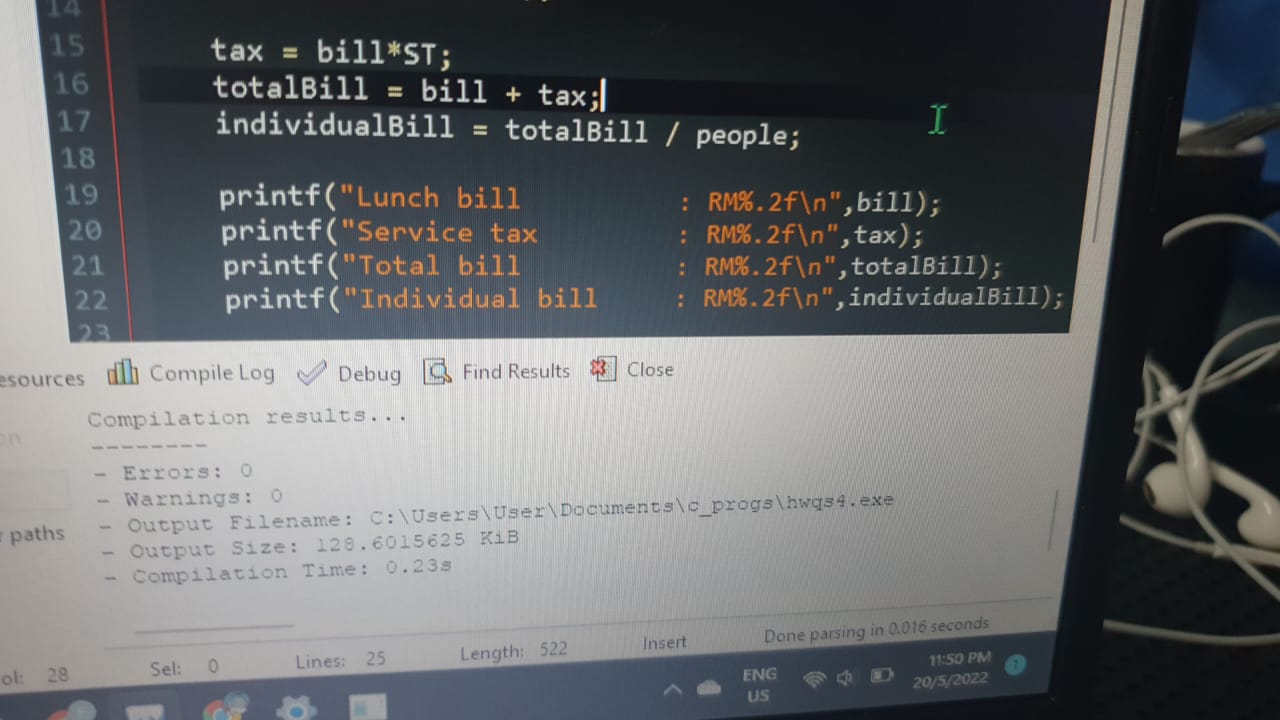 14
15 tax = bill*ST;
16 totalBill = bill + tax;
17 individualBill = totalBill / people;
18
19 printf("Lunch bill : RM%.2f\n",bill);
20 printf("Service tax : RM%.2f\n",tax);
21 printf("Total bill : RM%.2f\n",totalBill);
22 printf("Individual bill : RM%.2f\n",individualBill);
23
esources Compile Log Debug Find Results Close
Compilation results...
--------
- Errors: 0
- Warnings: 0
- Output Filename: C:\Users\User\Documents\c_progs\hwqs4.exe
- Output Size: 128.6015625 KiB
- Compilation Time: 0.23s
on
paths
ol: 28 Sel: 0 Lines: 25 Length: 522 Insert Done parsing in 0.016 seconds
ENG
US
11:50 PM
20/5/2022
1